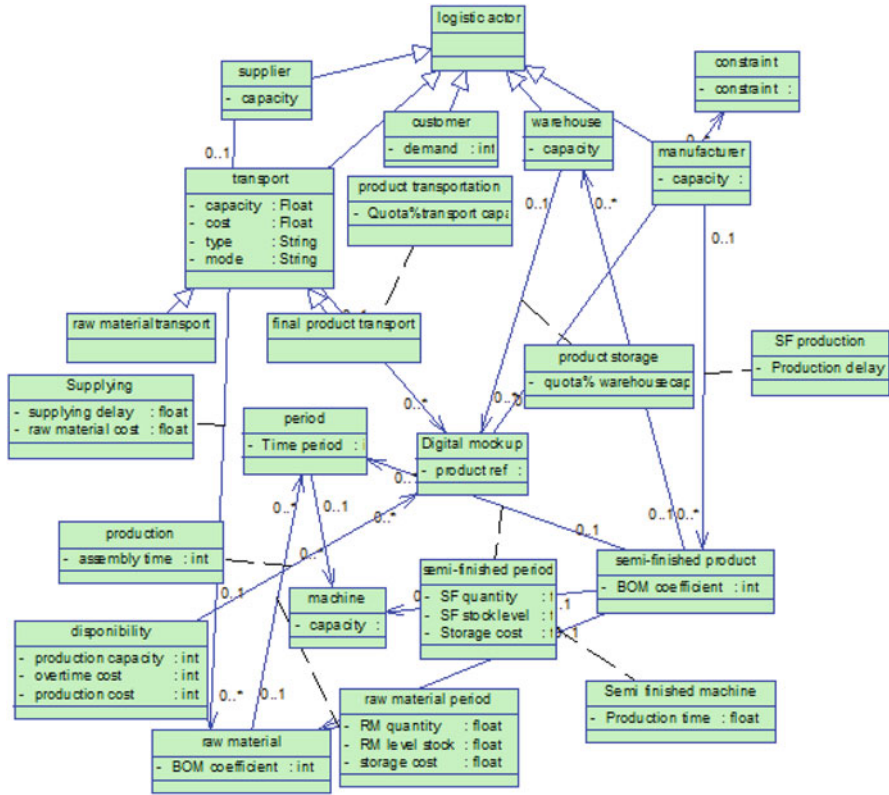 logistic actor
supplier
- capacity
constraint
- constraint :
customer
- demand : int
warehouse
- capacity
0..*
manufacturer
- capacity :
0..1
transport
- capacity : Float
- cost : Float
- type : String
- mode : String
product transportation
- Quota%transport capa
0..1
0..*
0..1
raw material transport
final product transport
product storage
- quota% warehousecap
SF production
- Production delay
Supplying
- supplying delay : float
- raw material cost : float
0..*
period
- Time period : i
Digital mockup
- product ref :
0..1
0..*
0..*
0..1
0..1
0..*
production
- assembly time : int
0..*
0..1
semi-finished period
- SF quantity : f
- SF stock level : f
- Storage cost : f
semi-finished product
- BOM coefficient : int
machine
- capacity :
disponibility
- production capacity : int
- overtime cost : int
- production cost : int
0..*
0..1
raw material period
- RM quantity : float
- RM level stock : float
- storage cost : float
Semi finished machine
- Production time : float
raw material
- BOM coefficient : int